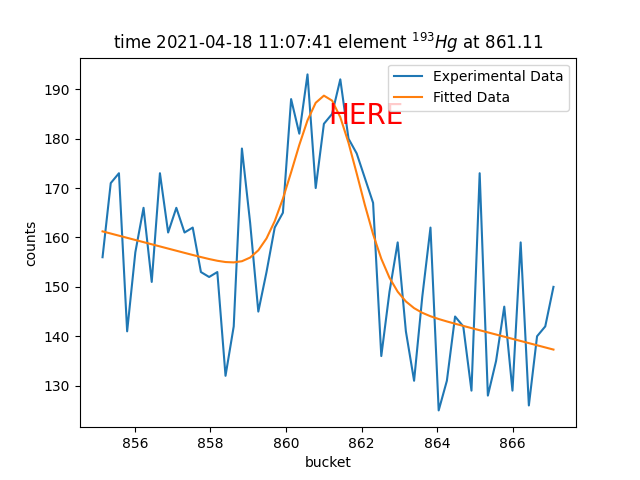 time 2021-04-18 11:07:41 element ¹⁹³Hg at 861.11
Experimental Data
Fitted Data
HERE
190
180
170
160
150
140
130
counts
856 858 860 862 864 866
bucket